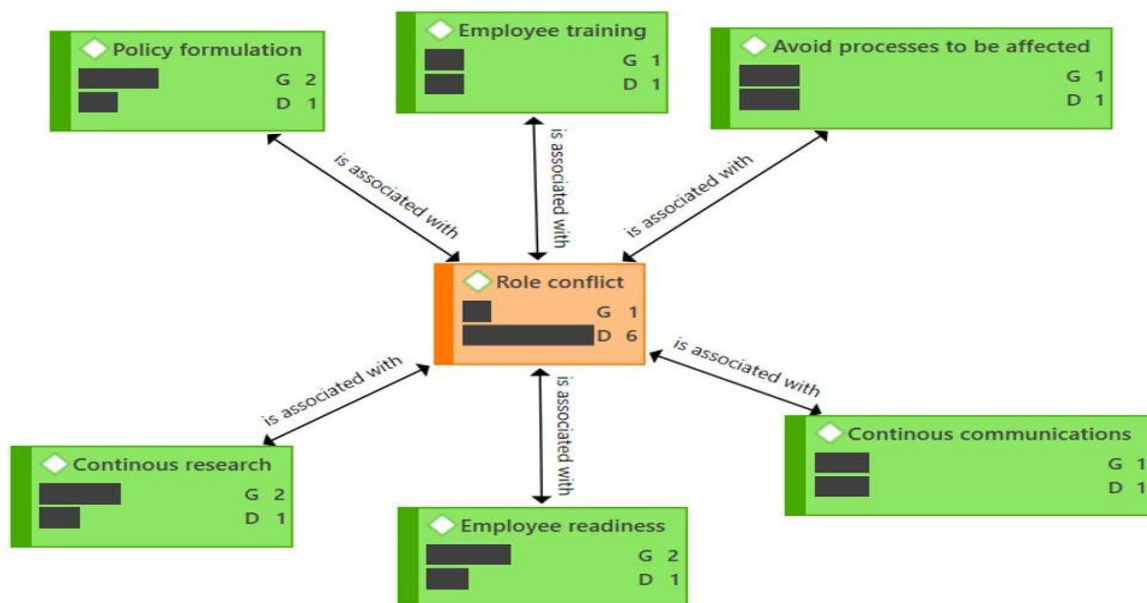 Policy formulation
G 2
D 1
Employee training
G 1
D 1
Avoid processes to be affected
G 1
D 1
is associated with
is associated with
is associated with
Role conflict
G 1
D 6
is associated with
is associated with
is associated with
Continous research
G 2
D 1
Employee readiness
G 2
D 1
Continous communications
G 1
D 1